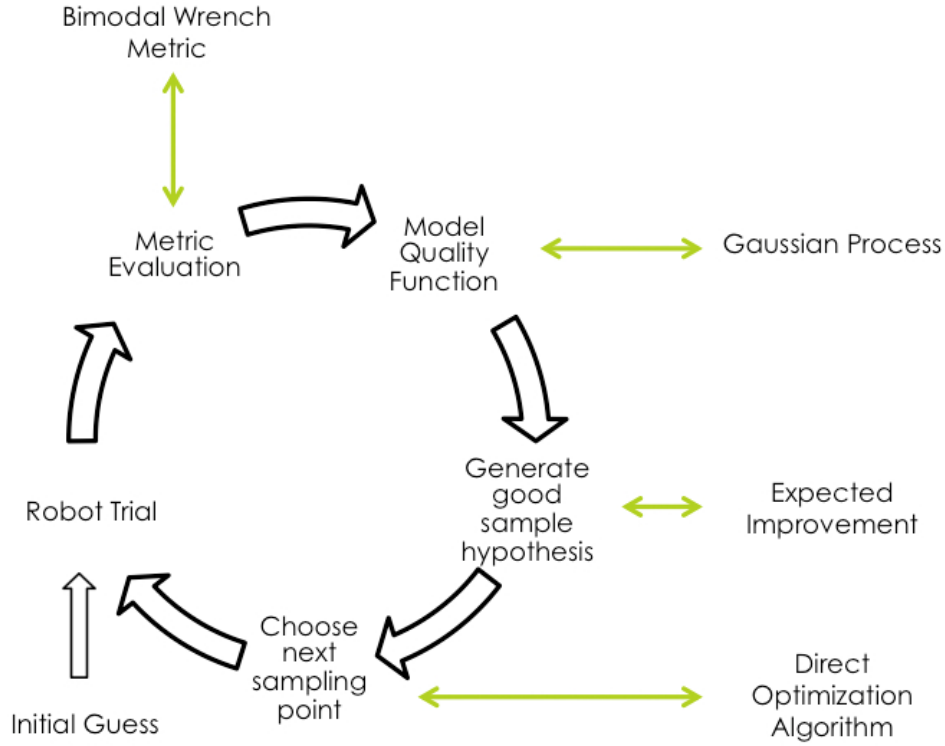 Bimodal Wrench
Metric
Metric
Evaluation
Model
Quality
Function
Gaussian Process
Generate
good
sample
hypothesis
Expected
Improvement
Robot Trial
Choose
next
sampling
point
Direct
Optimization
Algorithm
Initial Guess